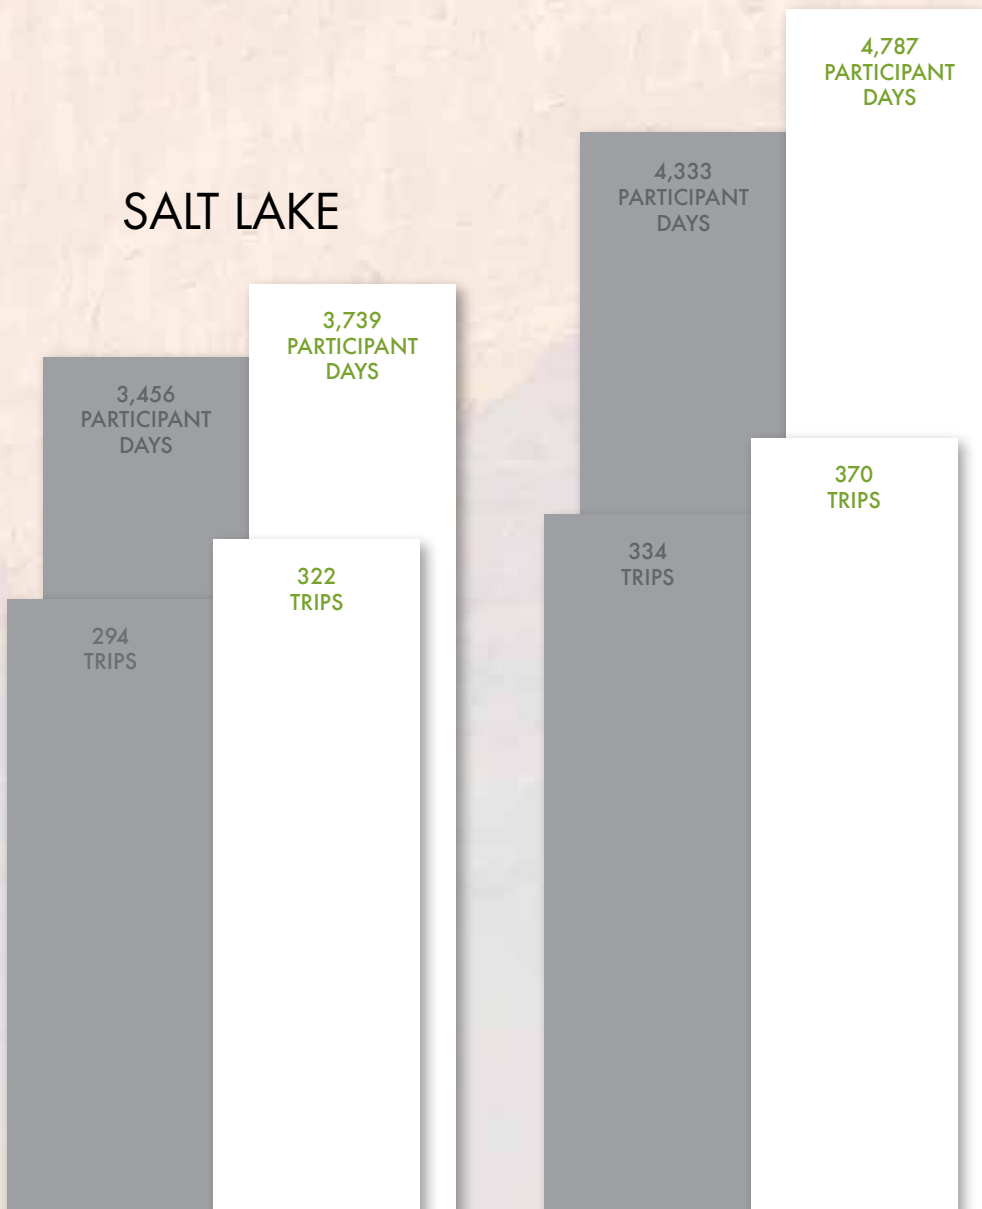 SALT LAKE
3,456
PARTICIPANT
DAYS
3,739
PARTICIPANT
DAYS
294
TRIPS
322
TRIPS
4,333
PARTICIPANT
DAYS
4,787
PARTICIPANT
DAYS
334
TRIPS
370
TRIPS